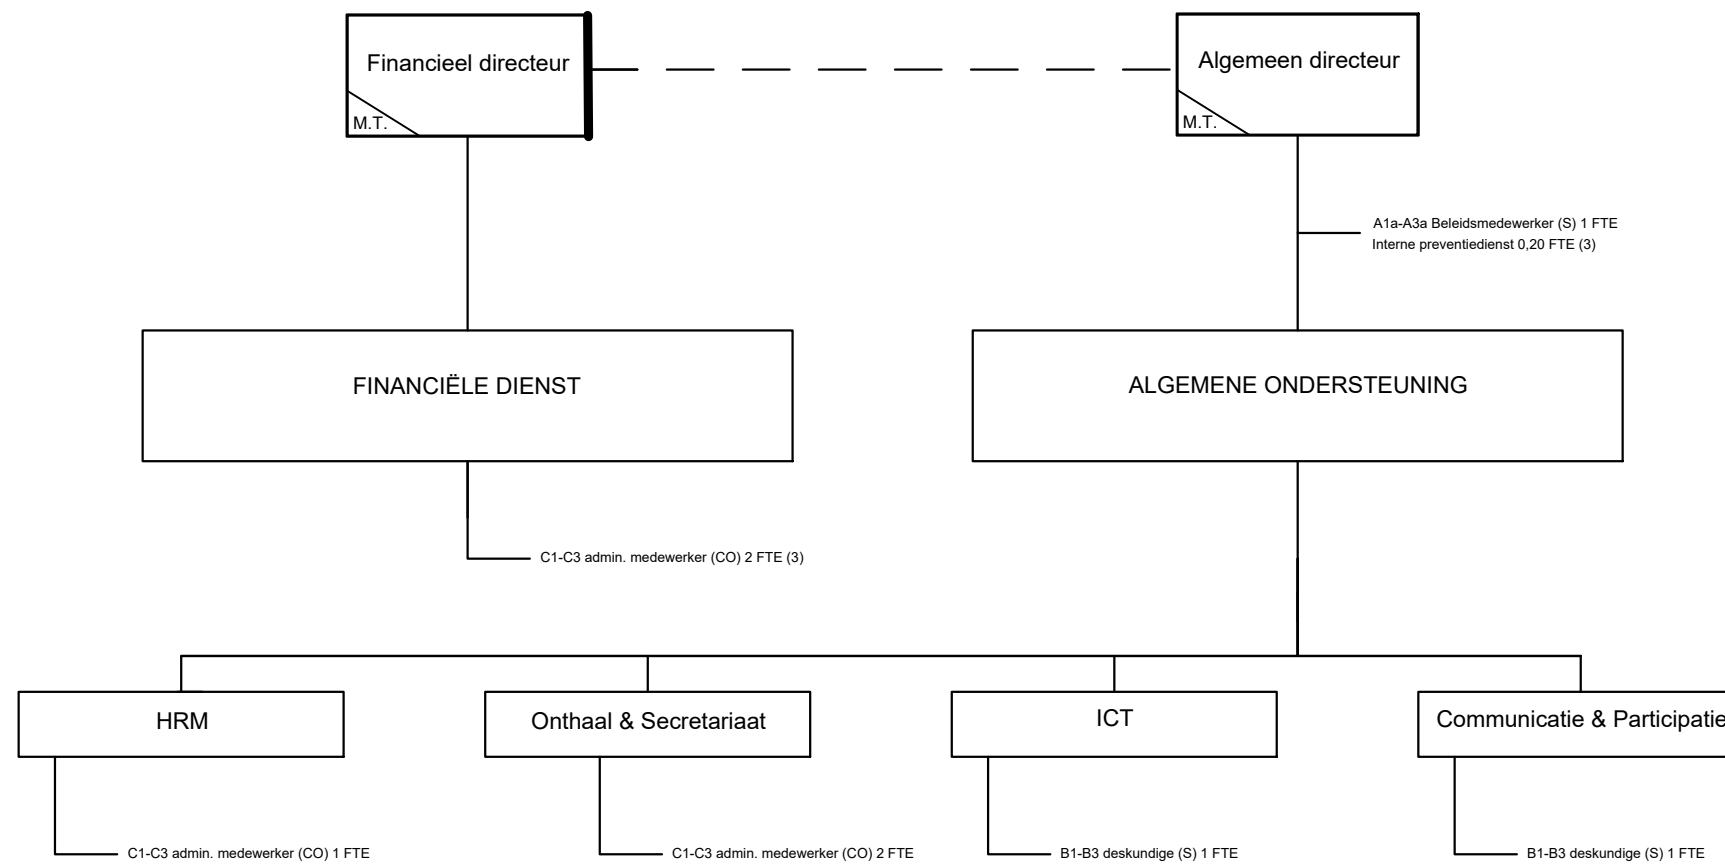 Financieel directeur
M.T.
Algemeen directeur
M.T.
A1a-A3a Beleidsmedewerker (S) 1 FTE
Interne preventiedienst 0,20 FTE (3)
FINANCIËLE DIENST
ALGEMENE ONDERSTEUNING
C1-C3 admin. medewerker (CO) 2 FTE (3)
HRM
Onthaal & Secretariaat
ICT
Communicatie & Participatie
C1-C3 admin. medewerker (CO) 1 FTE
C1-C3 admin. medewerker (CO) 2 FTE
B1-B3 deskundige (S) 1 FTE
B1-B3 deskundige (S) 1 FTE